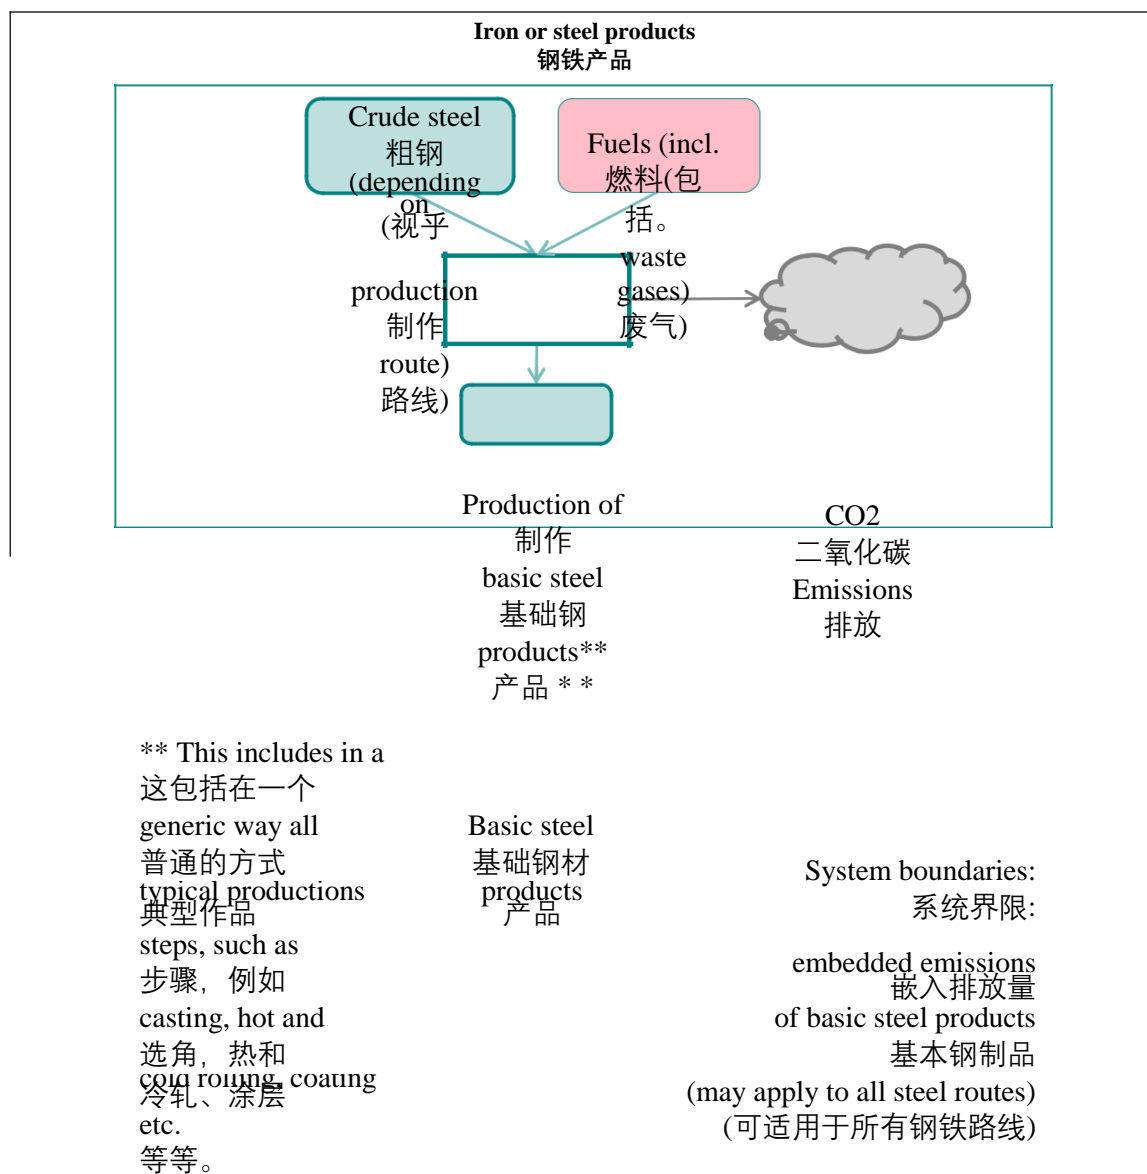 Iron or steel products
钢铁产品
Crude steel
粗钢
(depending
on
(视乎
production
制作
route)
路线)
Fuels (incl.
燃料(包
括。
waste
gases)
废气)
Production of
制作
basic steel
基础钢
products**
产品 * *
CO2
二氧化碳
Emissions
排放
** This includes in a
这包括在一个
generic way all
普通的方式
typical productions
典型作品
steps, such as
步骤，例如
casting, hot and
选角，热和
cold rolling, coating
冷轧、涂层
etc.
等等。
Basic steel
基础钢材
products
产品
System boundaries:
系统界限:
embedded emissions
嵌入排放量
of basic steel products
基本钢制品
(may apply to all steel routes)
(可适用于所有钢铁路线)